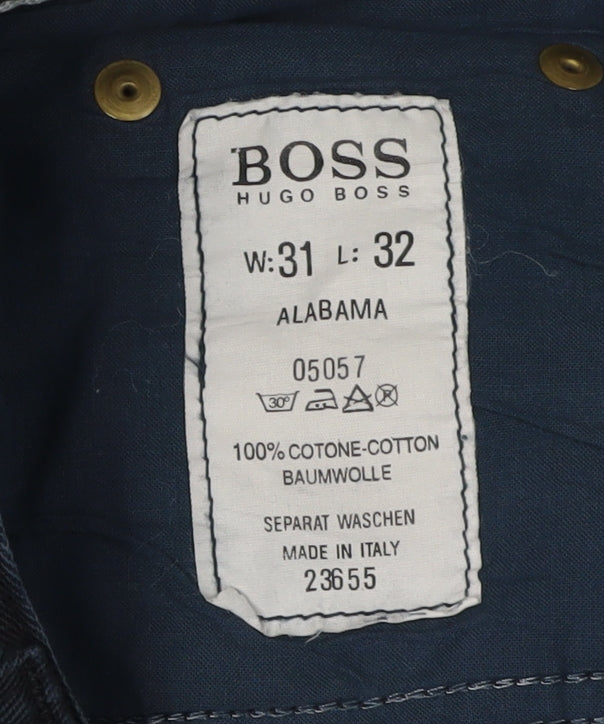 BOSS
HUGO BOSS
W:31 L: 32
ALABAMA
05057
30°
100% COTONE-COTTON
BAUMWOLLE
SEPARAT WASCHEN
MADE IN ITALY
23655